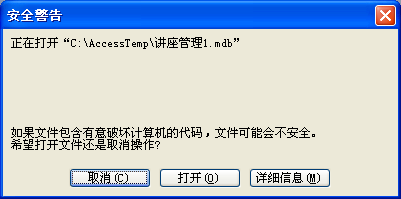 安全警告
正在打开“C:\AccessTemp\讲座管理1.mdb”
如果文件包含有意破坏计算机的代码，文件可能会不安全。
希望打开文件还是取消操作?
取消(C) 打开(O) 详细信息(M)